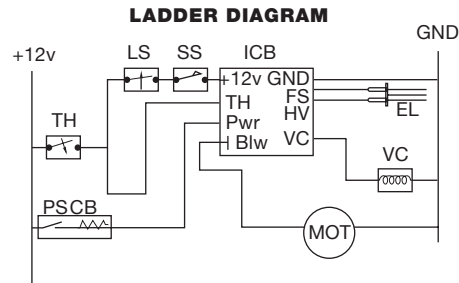 LADDER DIAGRAM
GND
+12v
LS SS ICB
+12v GND
FS
TH HV EL
TH
Pwr
Blw VC
VC
PSCB
MOT